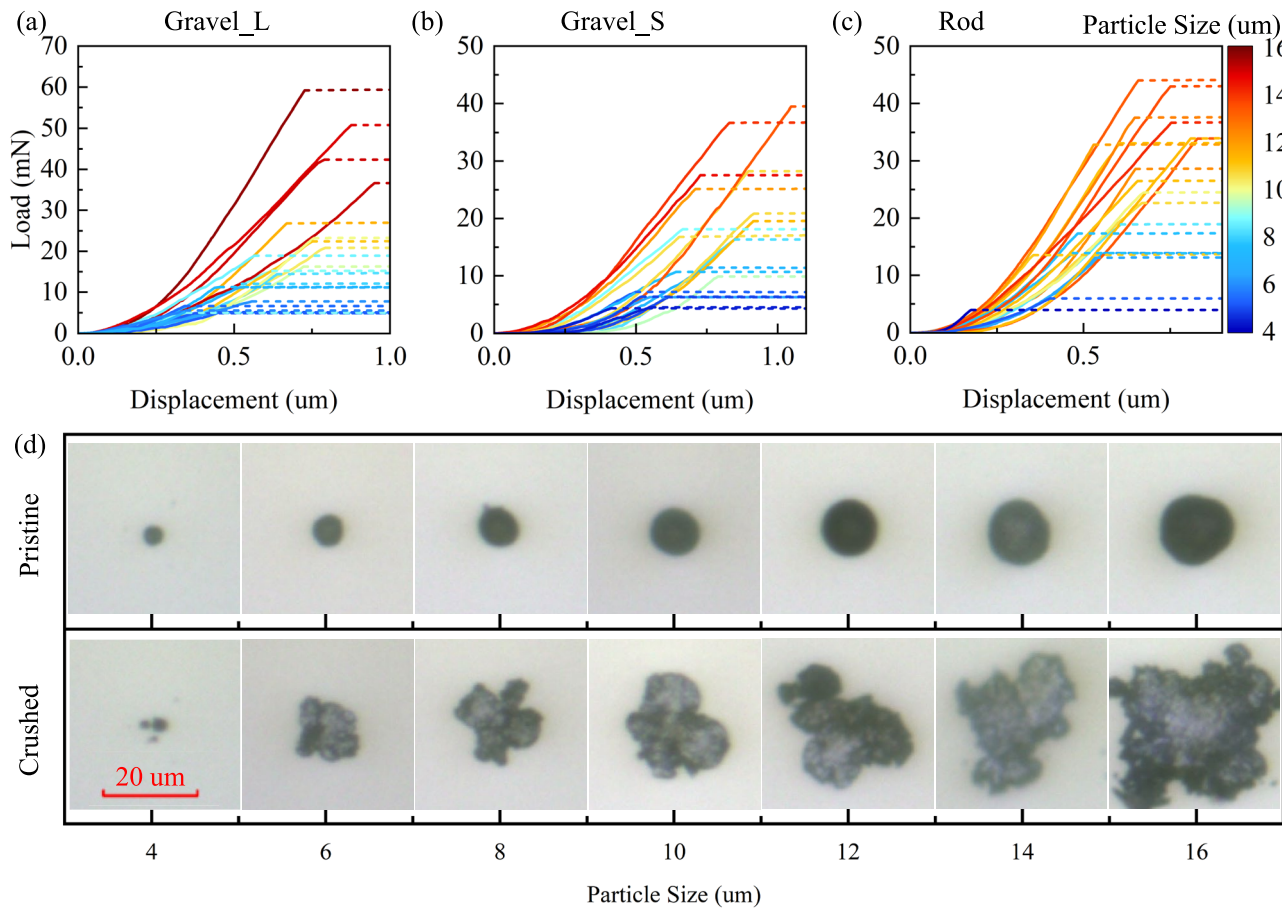 (a) Gravel_L
(b) Gravel_S
(c) Rod
Particle Size (um)
70
60
50
40
30
20
10
0
0.0 0.5 1.0
Load (mN)
Displacement (um)
50
40
30
20
10
0
0.0 0.5 1.0
Displacement (um)
50
40
30
20
10
0
0.0 0.5
Displacement (um)
16
14
12
10
8
6
4
(d)
Pristine
Crushed
20 um
4 6 8 10 12 14 16
Particle Size (um)